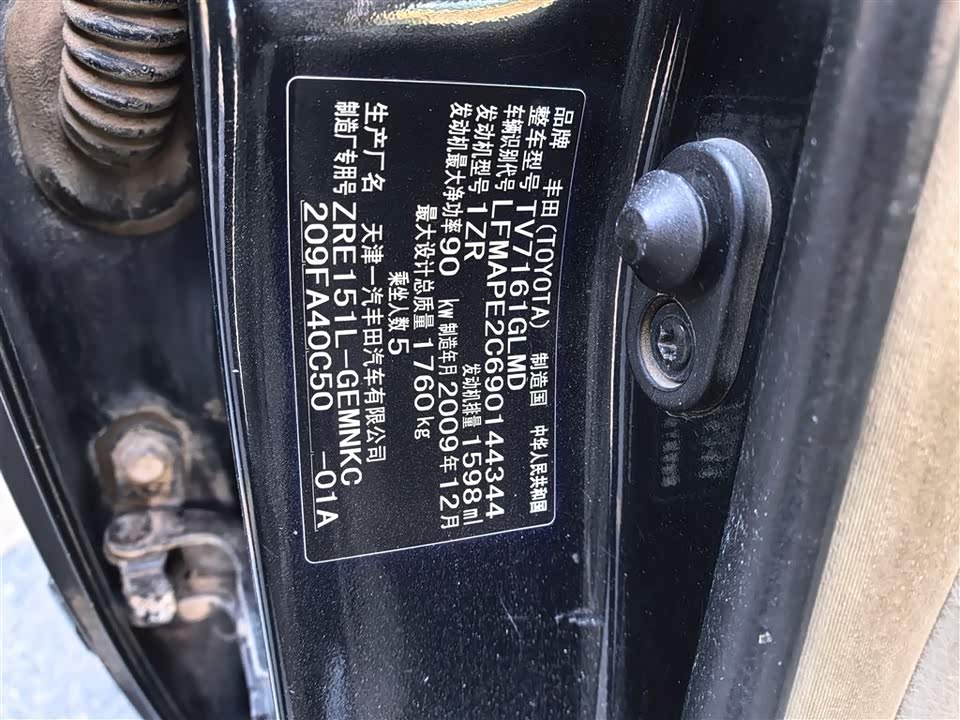 品牌 丰田(TOYOTA) 制造国 中华人民共和国
整车型号 TV7161GLMD
车辆识别代号 LFMAPE2C690144344
发动机型号 1ZR 发动机排量 1598ml
发动机最大净功率 90 kW 制造年月 2009年12月
最大设计总质量 1760kg
乘坐人数 5
生产厂名 天津一汽丰田汽车有限公司
制造厂专用号 ZRE151L-GEMNKC
209FA40C50 -01A